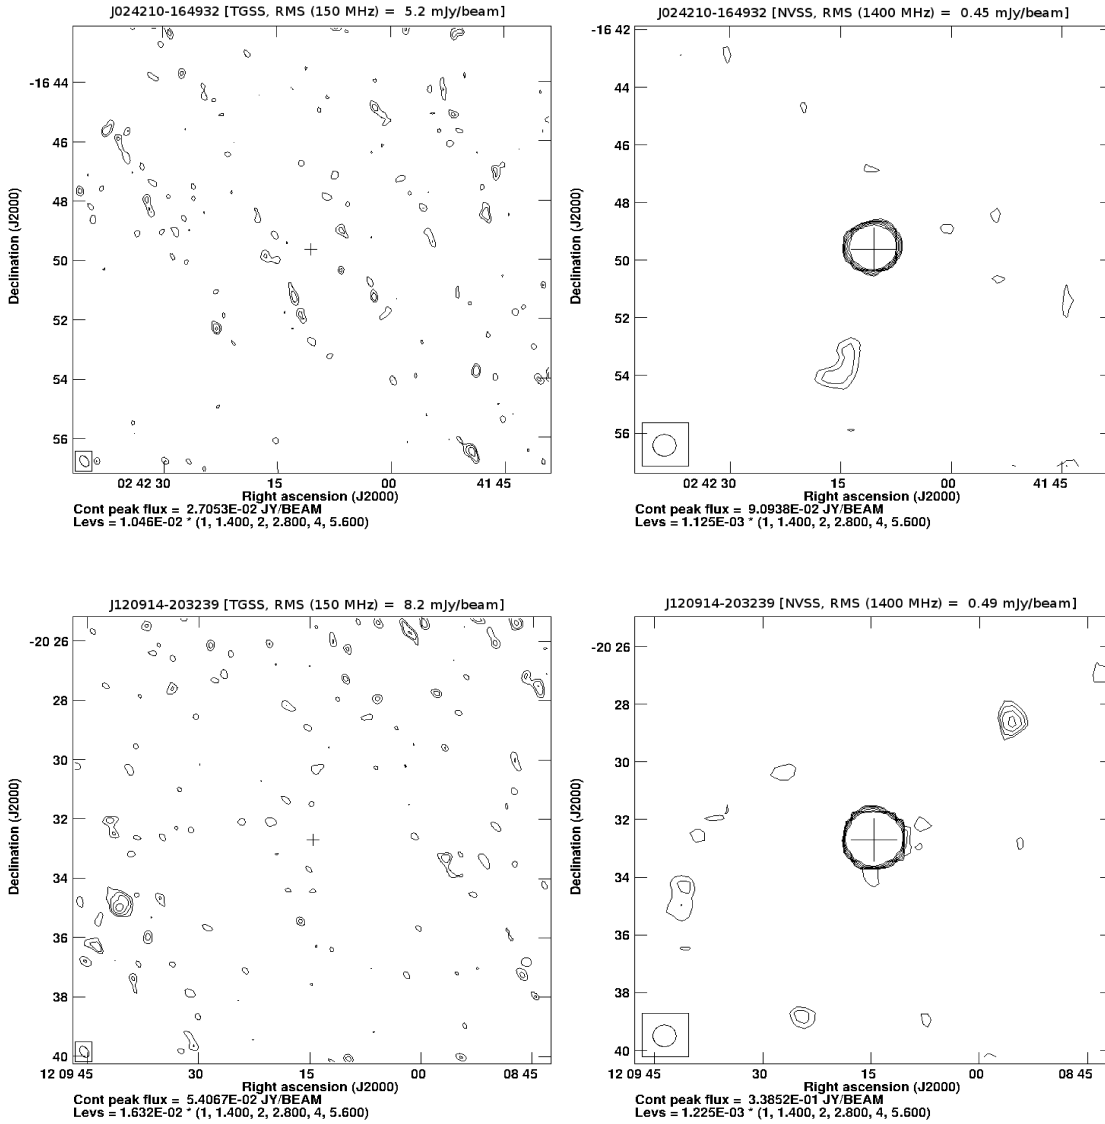 J024210-164932 [TGSS, RMS (150 MHz) = 5.2 mJy/beam]
-16 44
46
48
50
52
54
56
Declination (J2000)
02 42 30
15
00
41 45
Right ascension (J2000)
Cont peak flux = 2.7053E-02 JY/BEAM
Levs = 1.046E-02 * (1, 1.400, 2, 2.800, 4, 5.600)
J024210-164932 [NVSS, RMS (1400 MHz) = 0.45 mJy/beam]
-16 42
44
46
48
50
52
54
56
Declination (J2000)
02 42 30
15
00
41 45
Right ascension (J2000)
Cont peak flux = 9.0938E-02 JY/BEAM
Levs = 1.125E-03 * (1, 1.400, 2, 2.800, 4, 5.600)
J120914-203239 [TGSS, RMS (150 MHz) = 8.2 mJy/beam]
-20 26
28
30
32
34
36
38
40
Declination (J2000)
12 09 45
30
15
00
08 45
Right ascension (J2000)
Cont peak flux = 5.4067E-02 JY/BEAM
Levs = 1.632E-02 * (1, 1.400, 2, 2.800, 4, 5.600)
J120914-203239 [NVSS, RMS (1400 MHz) = 0.49 mJy/beam]
-20 26
28
30
32
34
36
38
40
Declination (J2000)
12 09 45
30
15
00
08 45
Right ascension (J2000)
Cont peak flux = 3.3852E-01 JY/BEAM
Levs = 1.225E-03 * (1, 1.400, 2, 2.800, 4, 5.600)